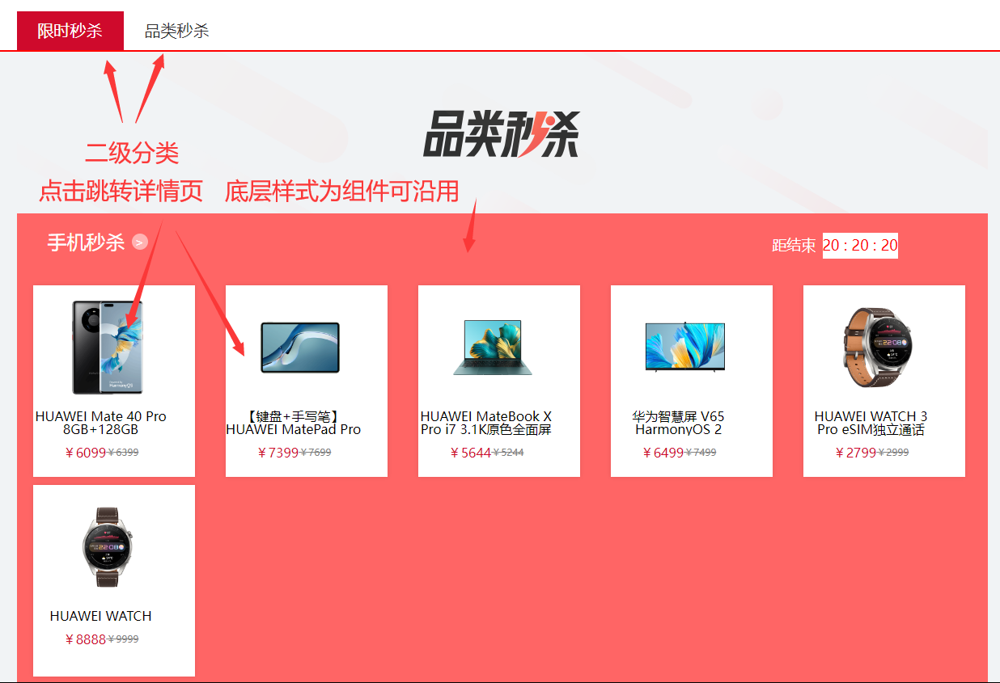 限时秒杀 品类秒杀
品类秒杀
二级分类
点击跳转详情页 底层样式为组件可沿用
手机秒杀 >
距结束 20 : 20 : 20
HUAWEI Mate 40 Pro
8GB+128GB
￥6099￥6399
【键盘+手写笔】
HUAWEI MatePad Pro
￥7399￥7699
HUAWEI MateBook X
Pro i7 3.1K原色全面屏
￥5644￥5244
华为智慧屏 V65
HarmonyOS 2
￥6499￥7499
HUAWEI WATCH 3
Pro eSIM独立通话
￥2799￥2999
HUAWEI WATCH
￥8888￥9999